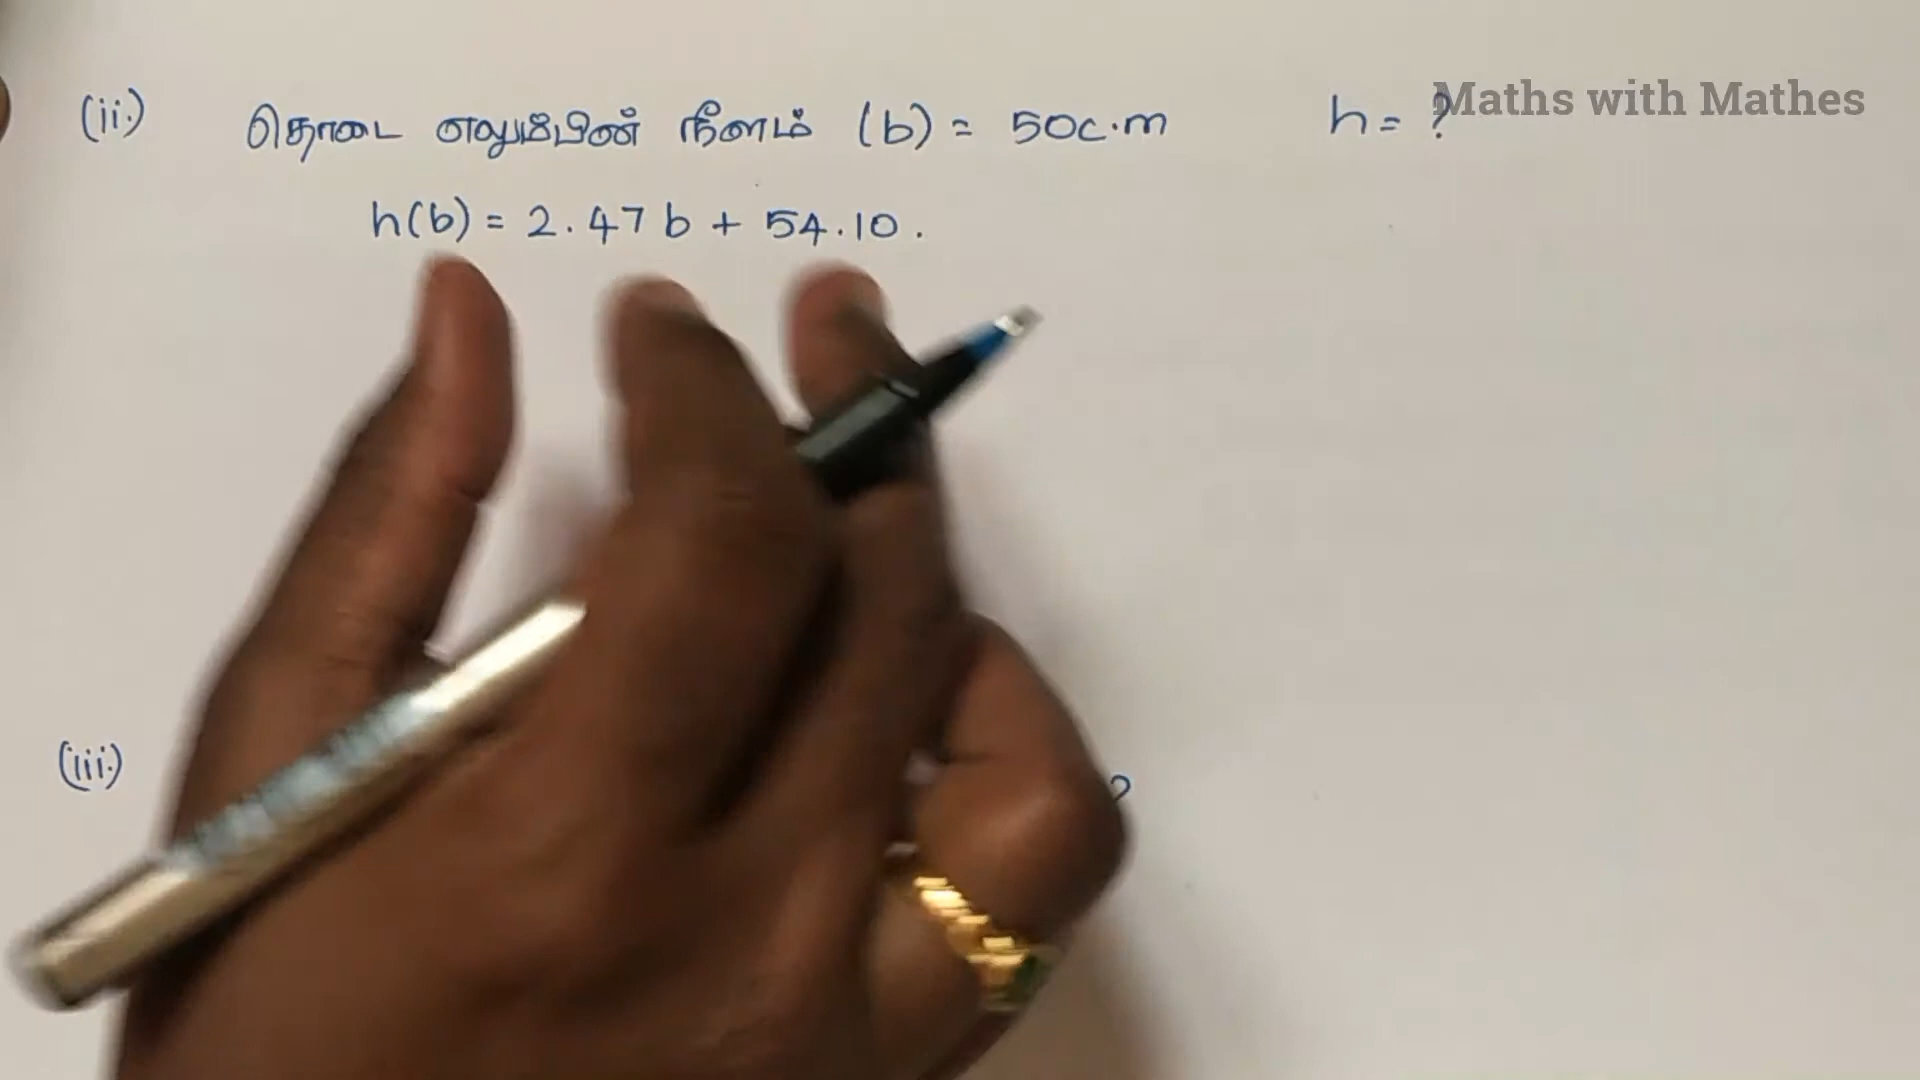 (ii) தொடை எலும்பின் நீளம் (b) = 50c.m h = ?
Maths with Mathes
h(b) = 2.47 b + 54.10.
(iii)
?